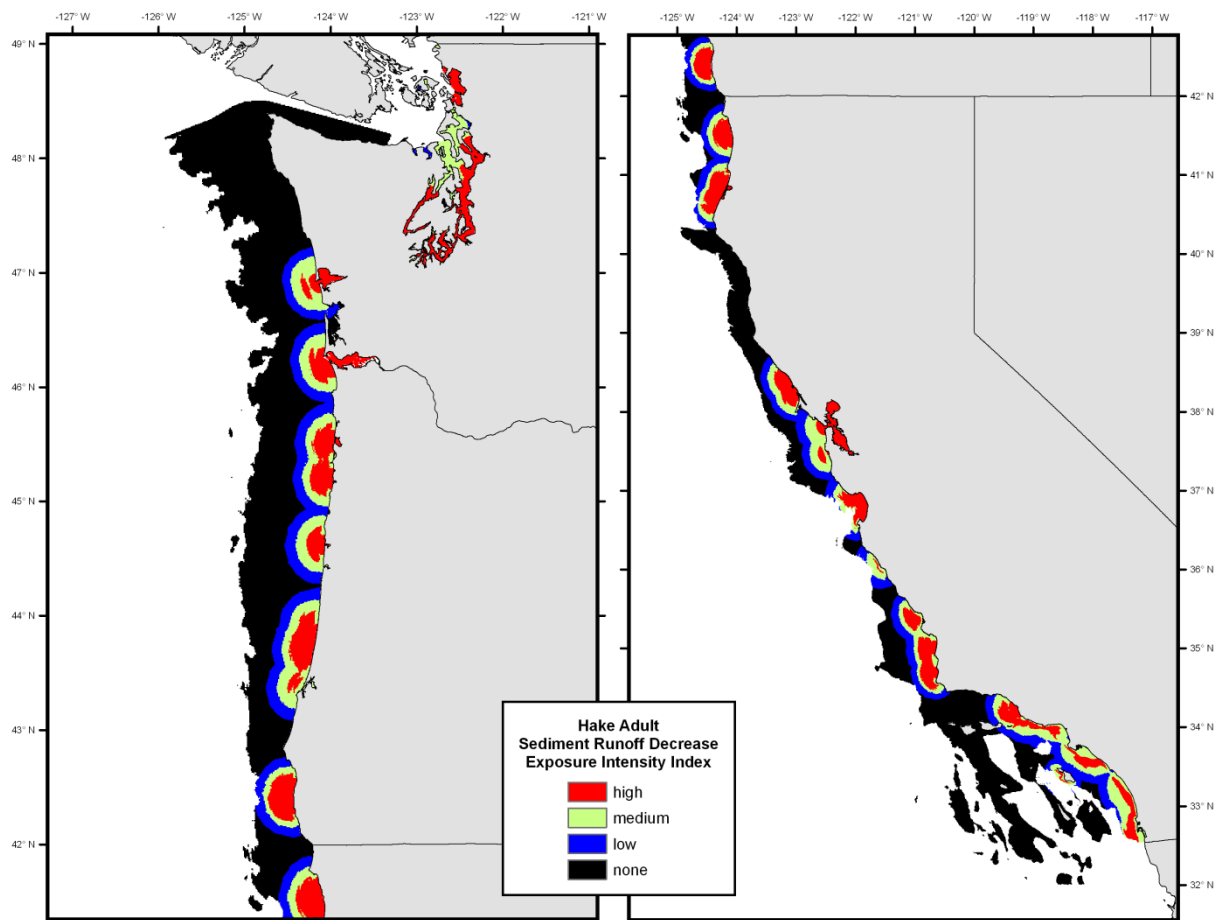 -127°W -126°W -125°W -124°W -123°W -122°W -121°W
49° N
48° N
47° N
46° N
45° N
44° N
43° N
42° N
-125°W -124°W -123°W -122°W -121°W -120°W -119°W -118°W -117°W
42° N
41° N
40° N
39° N
38° N
37° N
36° N
35° N
34° N
33° N
32° N
Hake Adult
Sediment Runoff Decrease
Exposure Intensity Index
high
medium
low
none